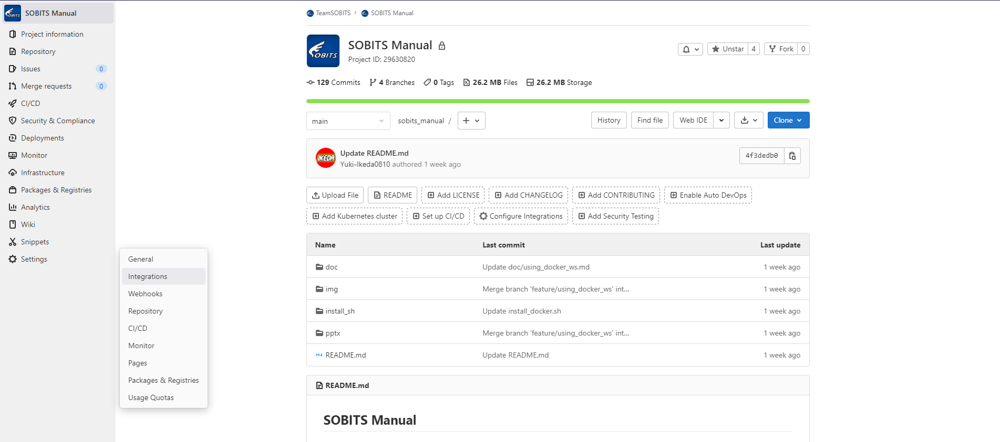 SOBITS
SOBITS Manual
Project information
Repository
Issues
0
Merge requests
0
CI/CD
Security & Compliance
Deployments
Monitor
Infrastructure
Packages & Registries
Analytics
Wiki
Snippets
Settings
General
Integrations
Webhooks
Repository
CI/CD
Monitor
Pages
Packages & Registries
Usage Quotas
TeamSOBITS › SOBITS Manual
SOBITS
SOBITS Manual
Project ID: 29630820
Unstar 4
Fork 0
129 Commits 4 Branches 0 Tags 26.2 MB Files 26.2 MB Storage
main
sobits_manual /
History Find file Web IDE Clone
IKEDA
Update README.md
Yuki-Ikeda0810 authored 1 week ago
4f3dedb0
Upload File README Add LICENSE Add CHANGELOG Add CONTRIBUTING Enable Auto DevOps
Add Kubernetes cluster Set up CI/CD Configure Integrations Add Security Testing
Name Last commit Last update
doc Update doc/using_docker_ws.md 1 week ago
img Merge branch 'feature/using_docker_ws' int... 1 week ago
install_sh Update install_docker.sh 1 week ago
pptx Merge branch 'feature/using_docker_ws' int... 1 week ago
README.md Update README.md 1 week ago
README.md
SOBITS Manual